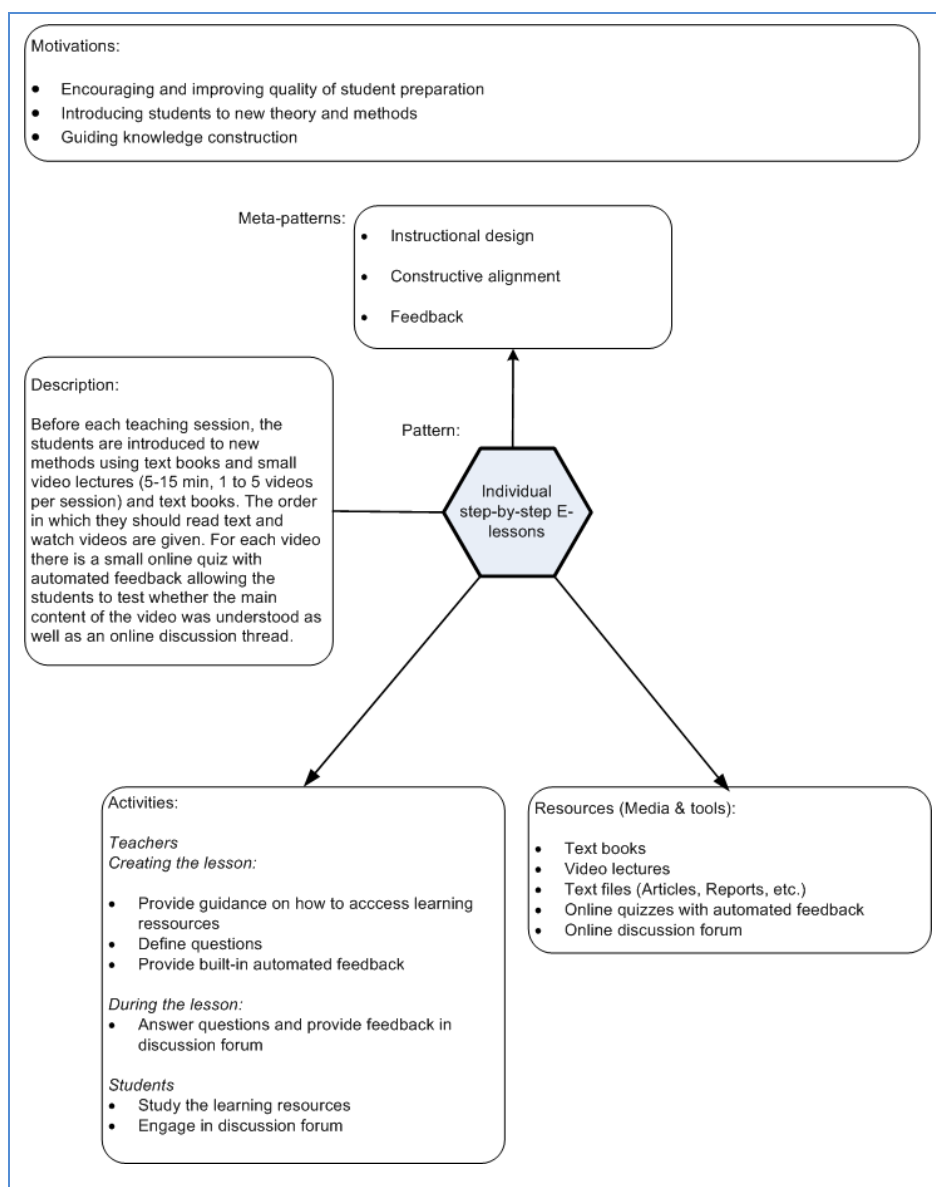 Motivations:
● Encouraging and improving quality of student preparation
● Introducing students to new theory and methods
● Guiding knowledge construction
Meta-patterns:
• Instructional design
• Constructive alignment
• Feedback
Description:
Before each teaching session, the
students are introduced to new
methods using text books and small
video lectures (5-15 min, 1 to 5 videos
per session) and text books. The order
in which they should read text and
watch videos are given. For each video
there is a small online quiz with
automated feedback allowing the
students to test whether the main
content of the video was understood as
well as an online discussion thread.
Pattern:
Individual
step-by-step E-
lessons
Activities:
Teachers
Creating the lesson:
• Provide guidance on how to acccess learning
ressources
• Define questions
• Provide built-in automated feedback
During the lesson:
• Answer questions and provide feedback in
discussion forum
Students
• Study the learning resources
• Engage in discussion forum
Resources (Media & tools):
• Text books
• Video lectures
• Text files (Articles, Reports, etc.)
• Online quizzes with automated feedback
• Online discussion forum